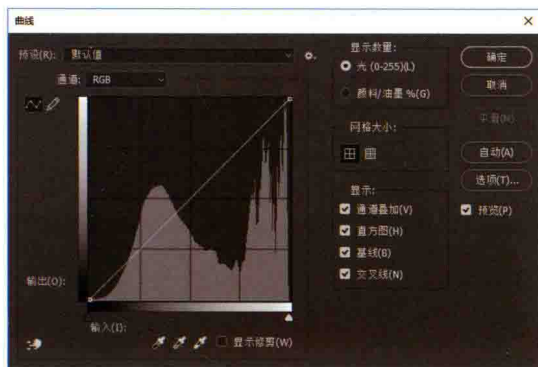 曲线
预设(R): 默认值
通道: RGB
输出(O):
输入(I):
显示修剪(W)
显示数量:
光 (0-255)(L)
颜料/油墨 %(G)
网格大小:
显示:
通道叠加(V)
直方图(H)
基线(B)
交叉线(N)
确定
取消
平滑(M)
自动(A)
选项(T)...
预览(P)